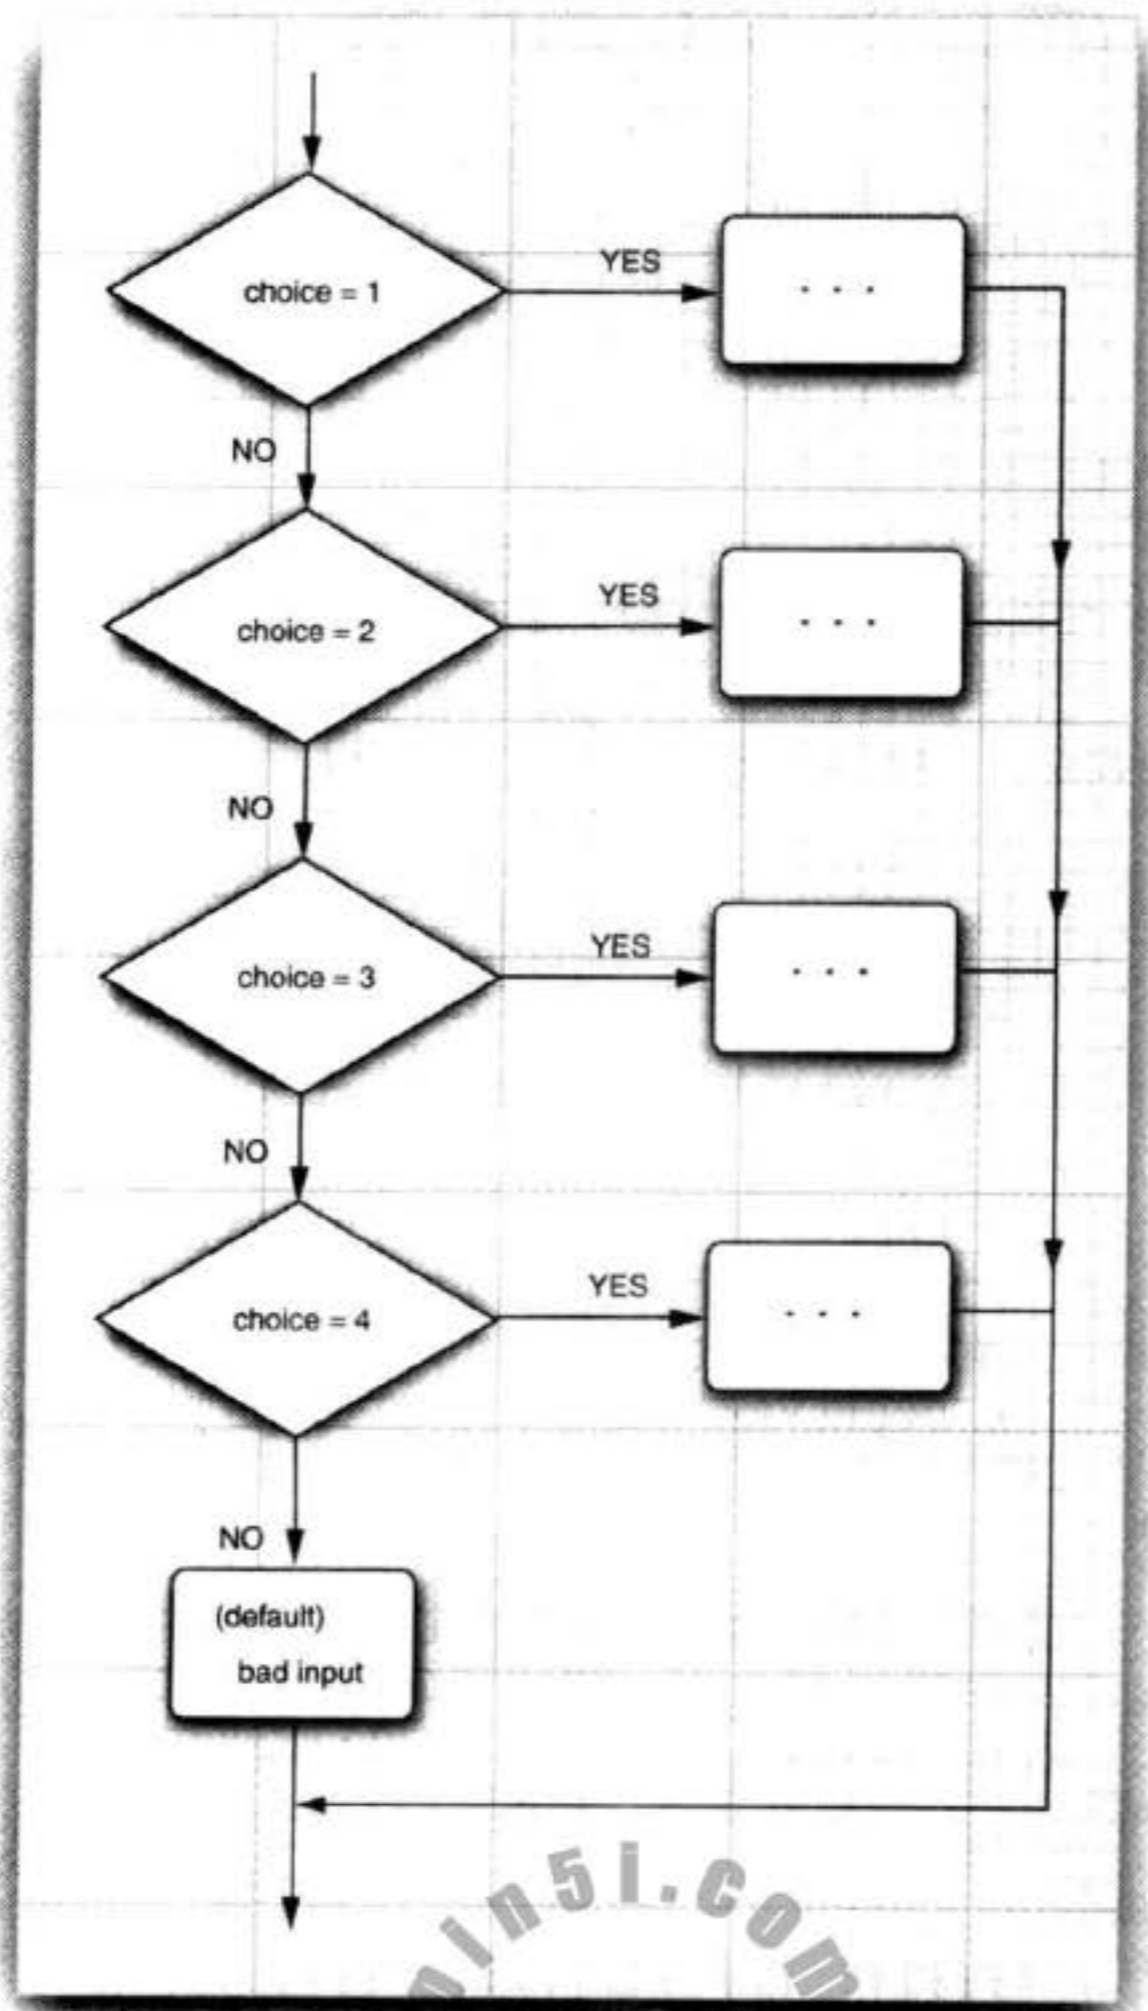 choice = 1
YES
. . .
NO
choice = 2
YES
. . .
NO
choice = 3
YES
. . .
NO
choice = 4
YES
. . .
NO
(default)
bad input